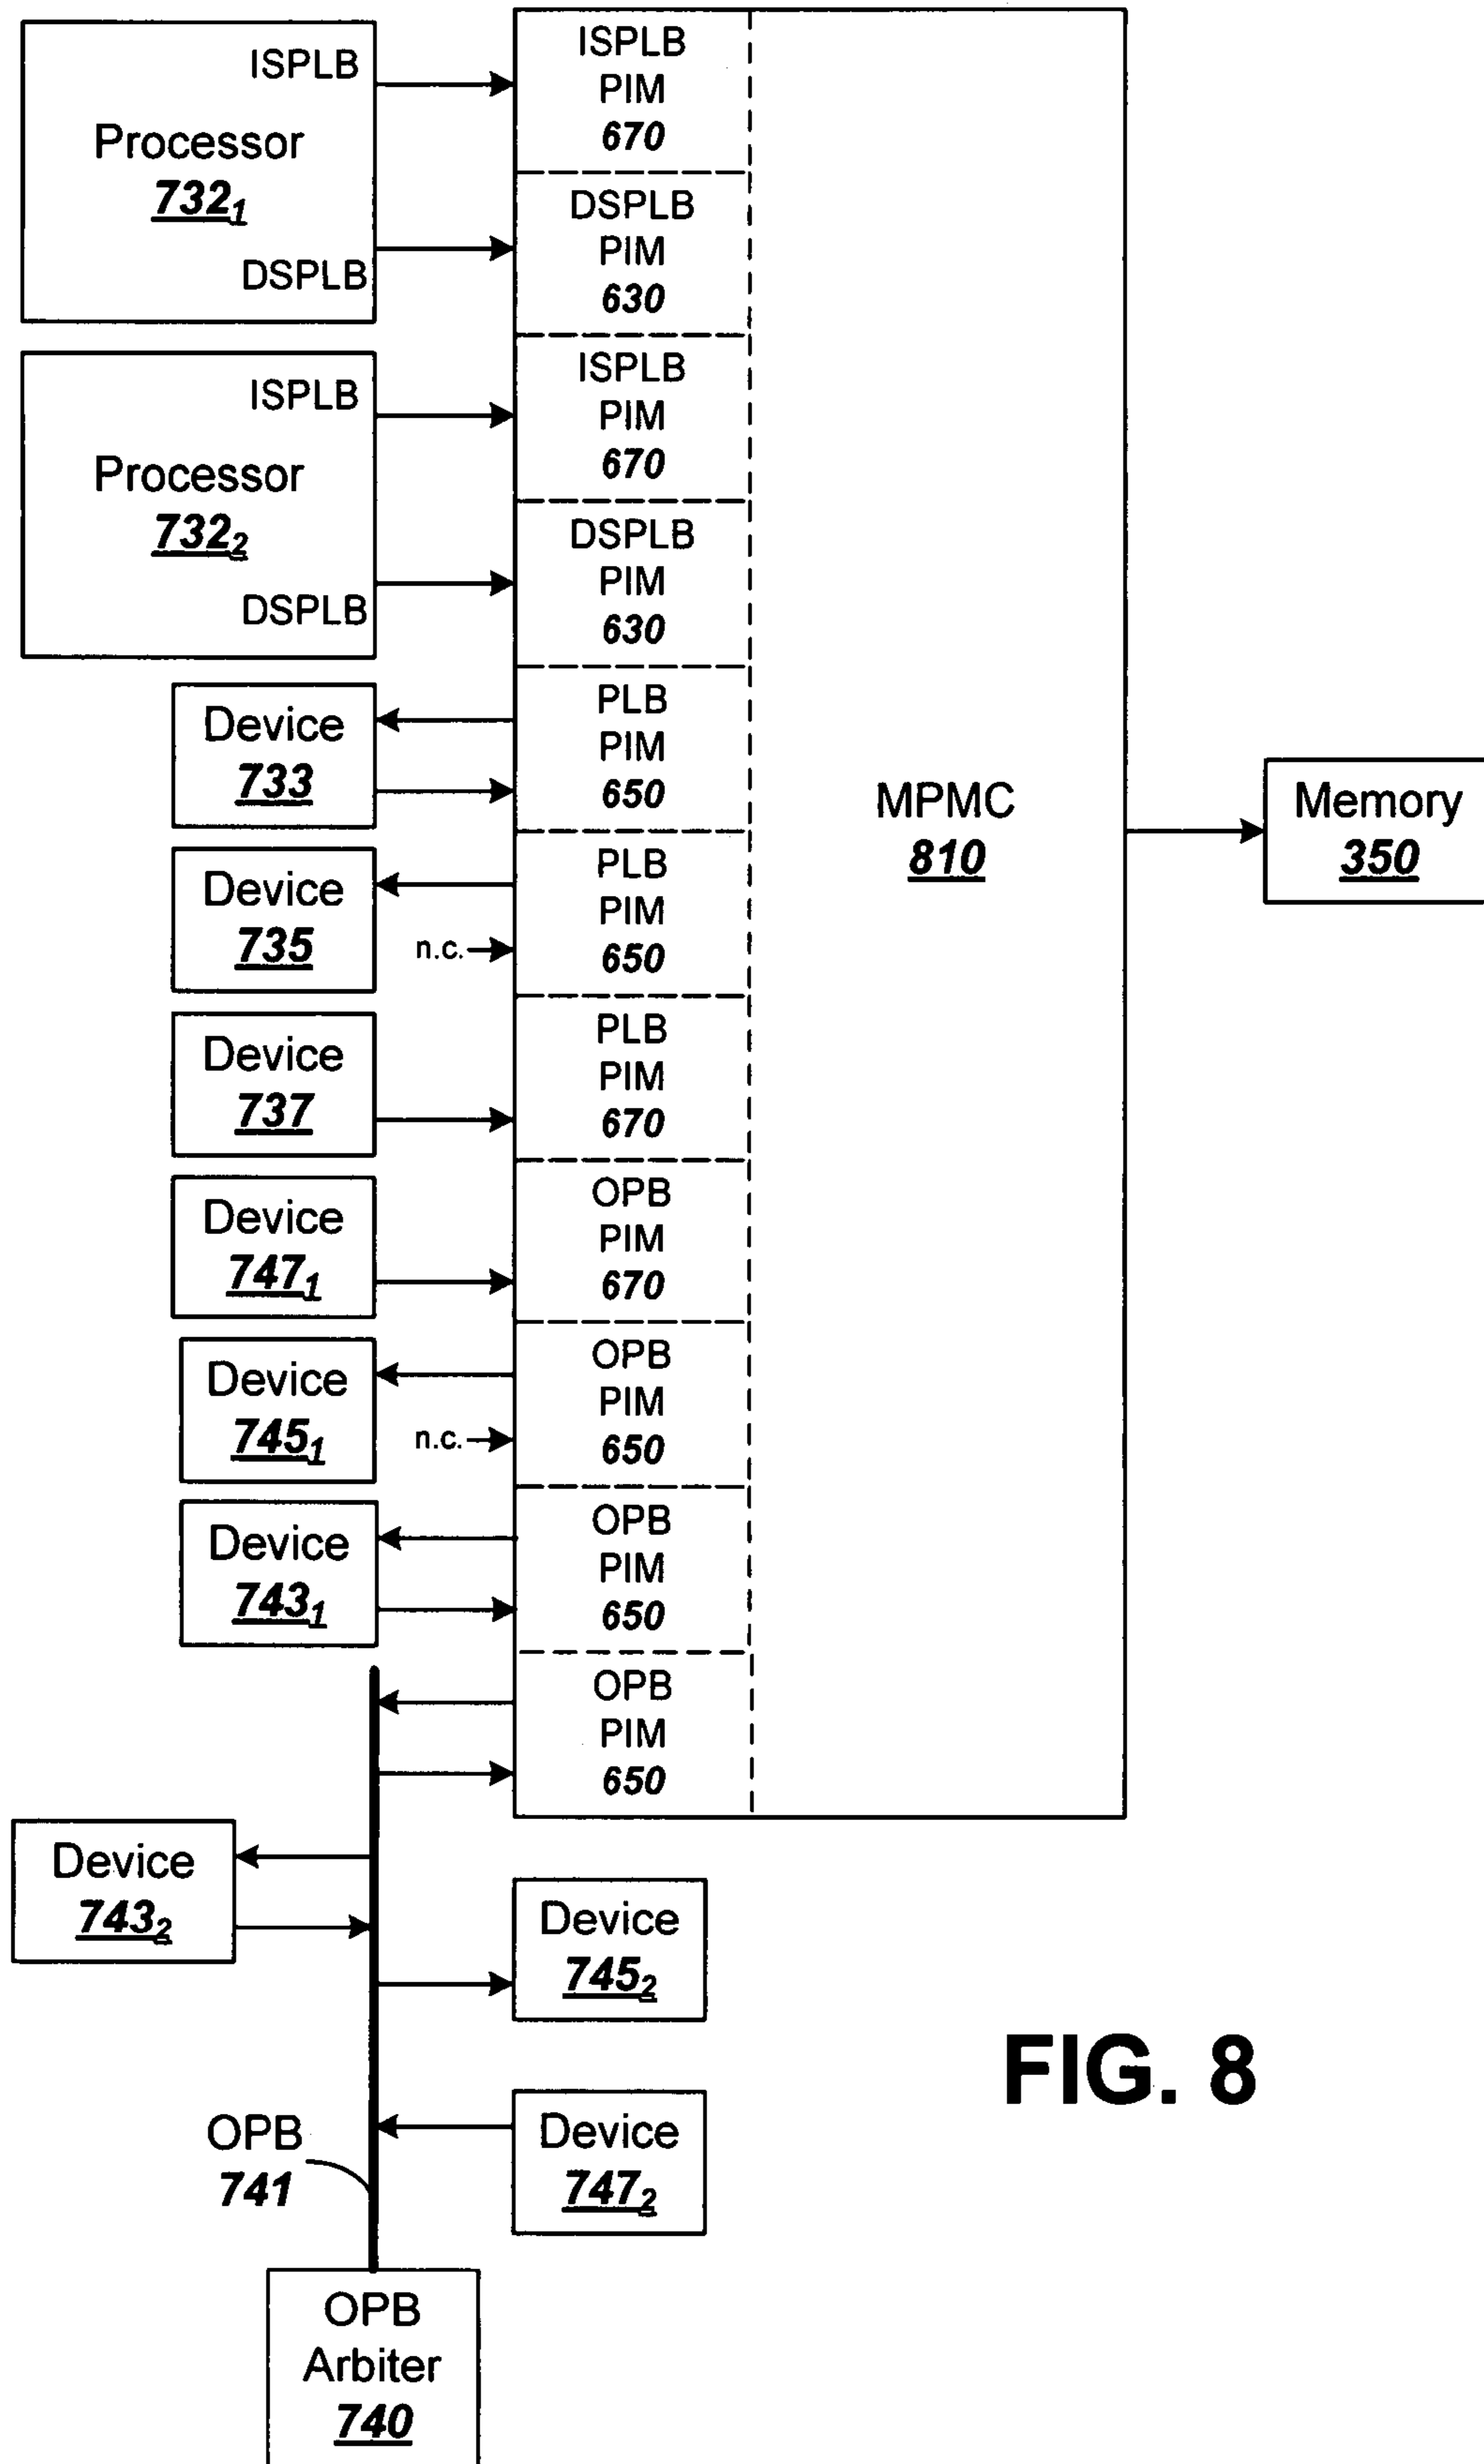 ISPLB
Processor
732₁
DSPLB
ISPLB
Processor
732₂
DSPLB
Device
733
Device
735
n.c.
Device
737
Device
747₁
Device
745₁
n.c.
Device
743₁
ISPLB
PIM
670
DSPLB
PIM
630
ISPLB
PIM
670
DSPLB
PIM
630
PLB
PIM
650
PLB
PIM
650
PLB
PIM
670
OPB
PIM
670
OPB
PIM
650
OPB
PIM
650
OPB
PIM
650
MPMC
810
Memory
350
Device
743₂
Device
745₂
Device
747₂
OPB
741
OPB
Arbiter
740
FIG. 8